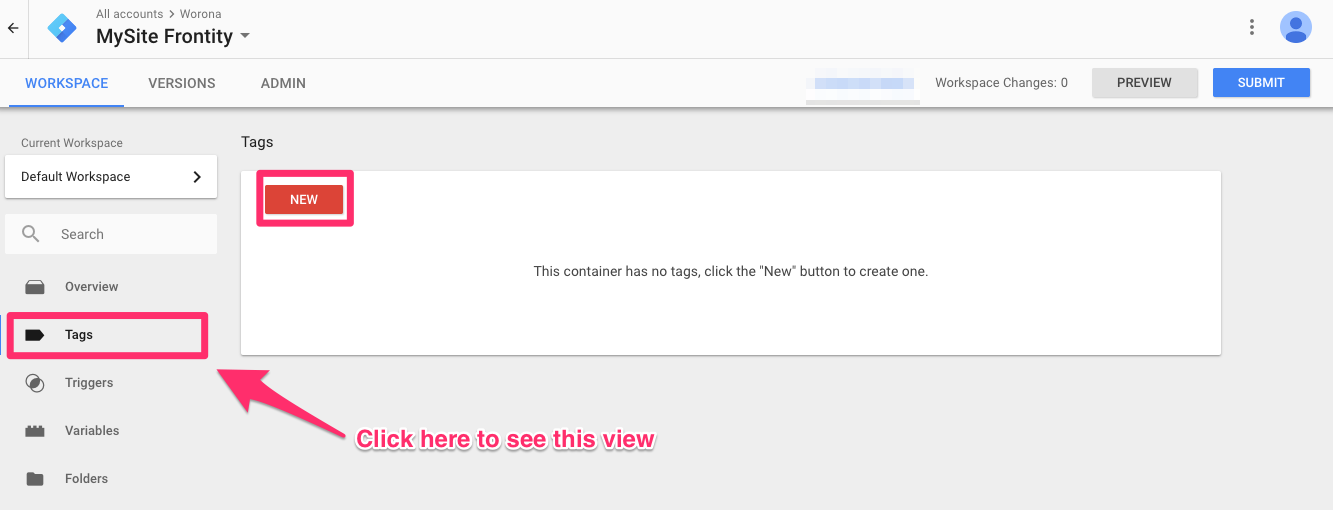 All accounts > Worona
MySite Frontity
WORKSPACE VERSIONS ADMIN
Workspace Changes: 0 PREVIEW SUBMIT
Current Workspace
Default Workspace
Search
Overview
Tags
Triggers
Variables
Folders
Tags
NEW
This container has no tags, click the "New" button to create one.
Click here to see this view